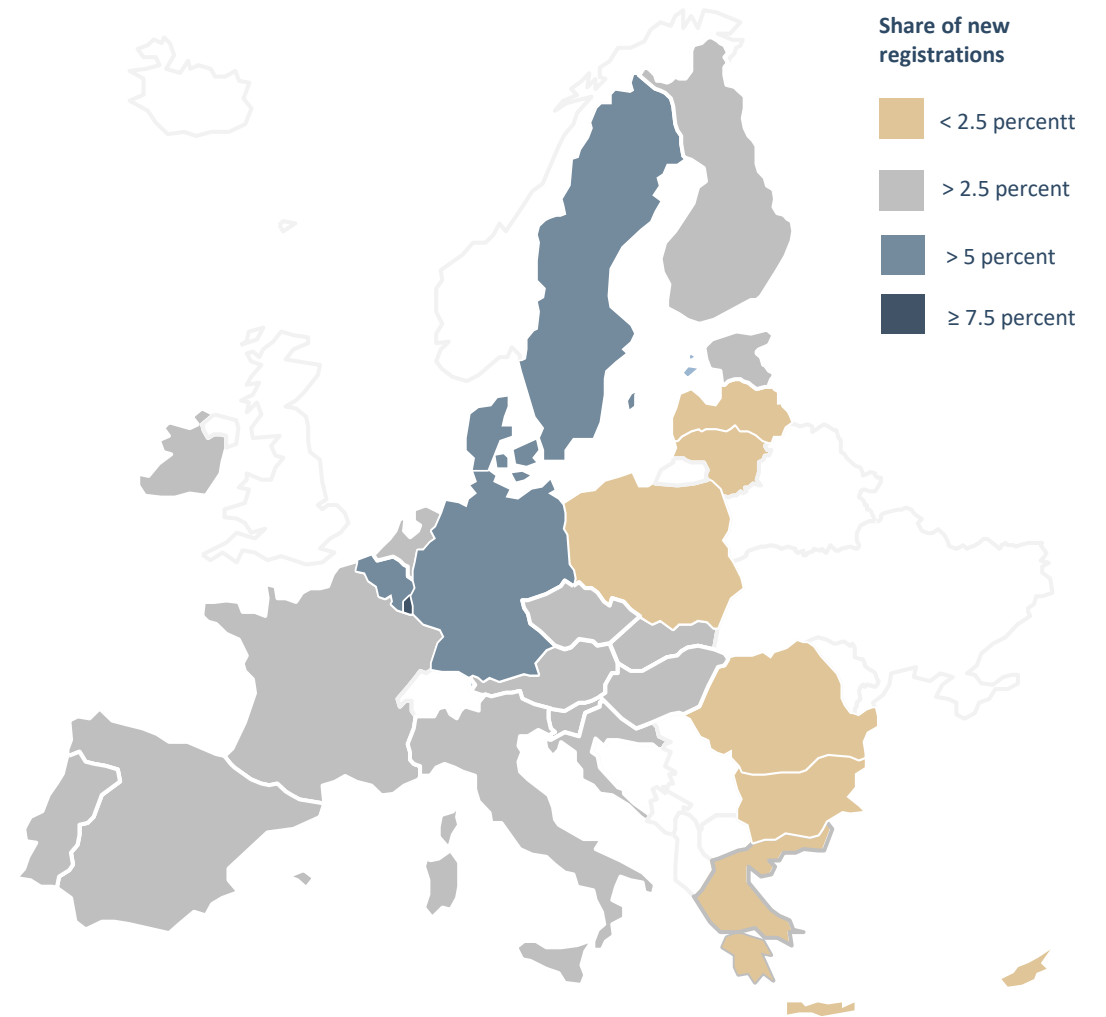 Share of new
registrations
< 2.5 percentt
> 2.5 percent
> 5 percent
≥ 7.5 percent